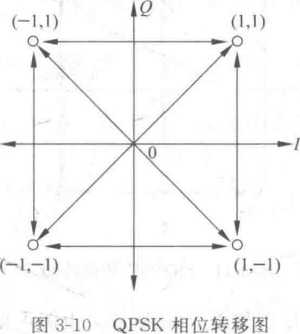 Q
(-1,1) (1,1)
I
0
(-1,-1) (1,-1)
图 3-10 QPSK 相位转移图